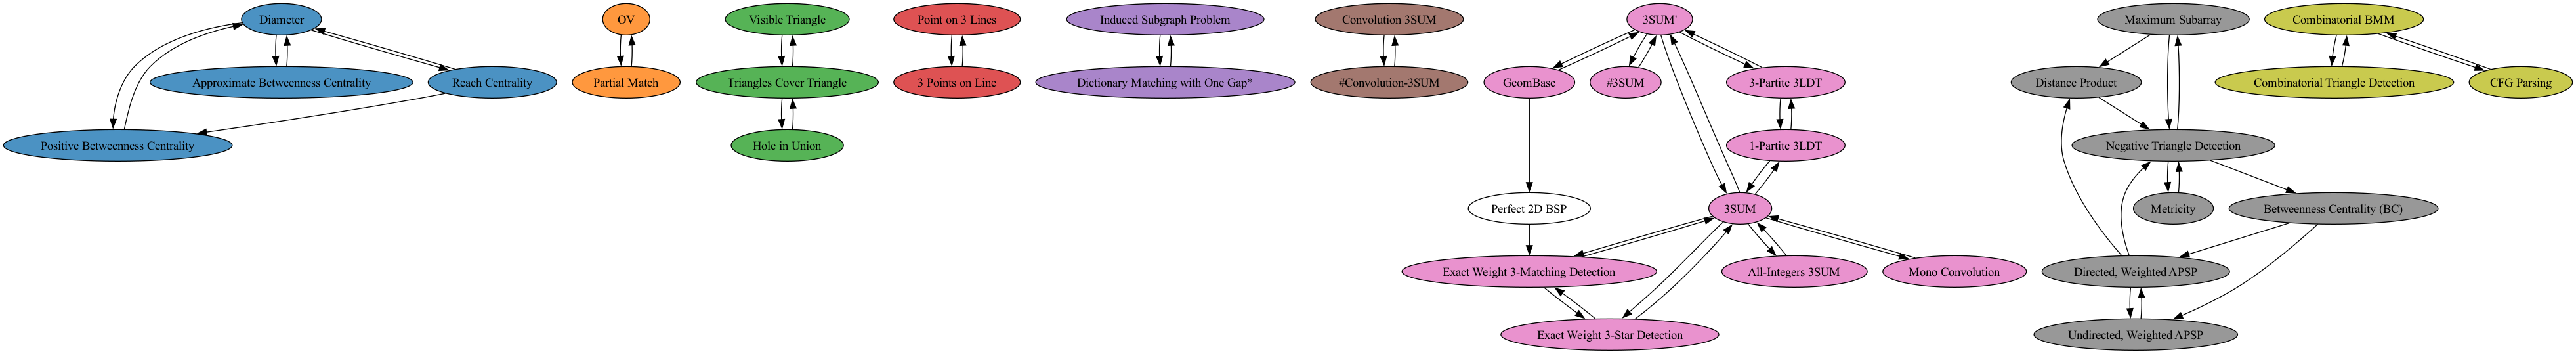 Diameter
OV
Visible Triangle
Point on 3 Lines
Induced Subgraph Problem
Convolution 3SUM
3SUM'
Maximum Subarray
Combinatorial BMM
Approximate Betweenness Centrality
Reach Centrality
Partial Match
Triangles Cover Triangle
3 Points on Line
Dictionary Matching with One Gap*
#Convolution-3SUM
GeomBase
#3SUM
3-Partite 3LDT
Distance Product
Combinatorial Triangle Detection
CFG Parsing
Positive Betweenness Centrality
Hole in Union
1-Partite 3LDT
Negative Triangle Detection
Perfect 2D BSP
3SUM
Metricity
Betweenness Centrality (BC)
Exact Weight 3-Matching Detection
All-Integers 3SUM
Mono Convolution
Directed, Weighted APSP
Exact Weight 3-Star Detection
Undirected, Weighted APSP